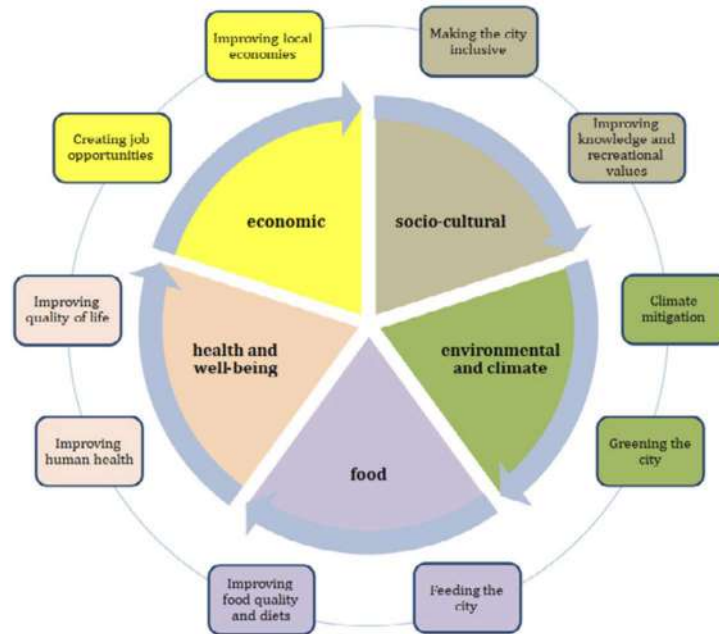 Improving local
economies
Making the city
inclusive
Creating job
opportunities
Improving
knowledge and
recreational
values
economic
socio-cultural
Improving
quality of life
Climate
mitigation
health and
well-being
environmental
and climate
Improving
human health
Greening the
city
food
Improving
food quality
and diets
Feeding the
city